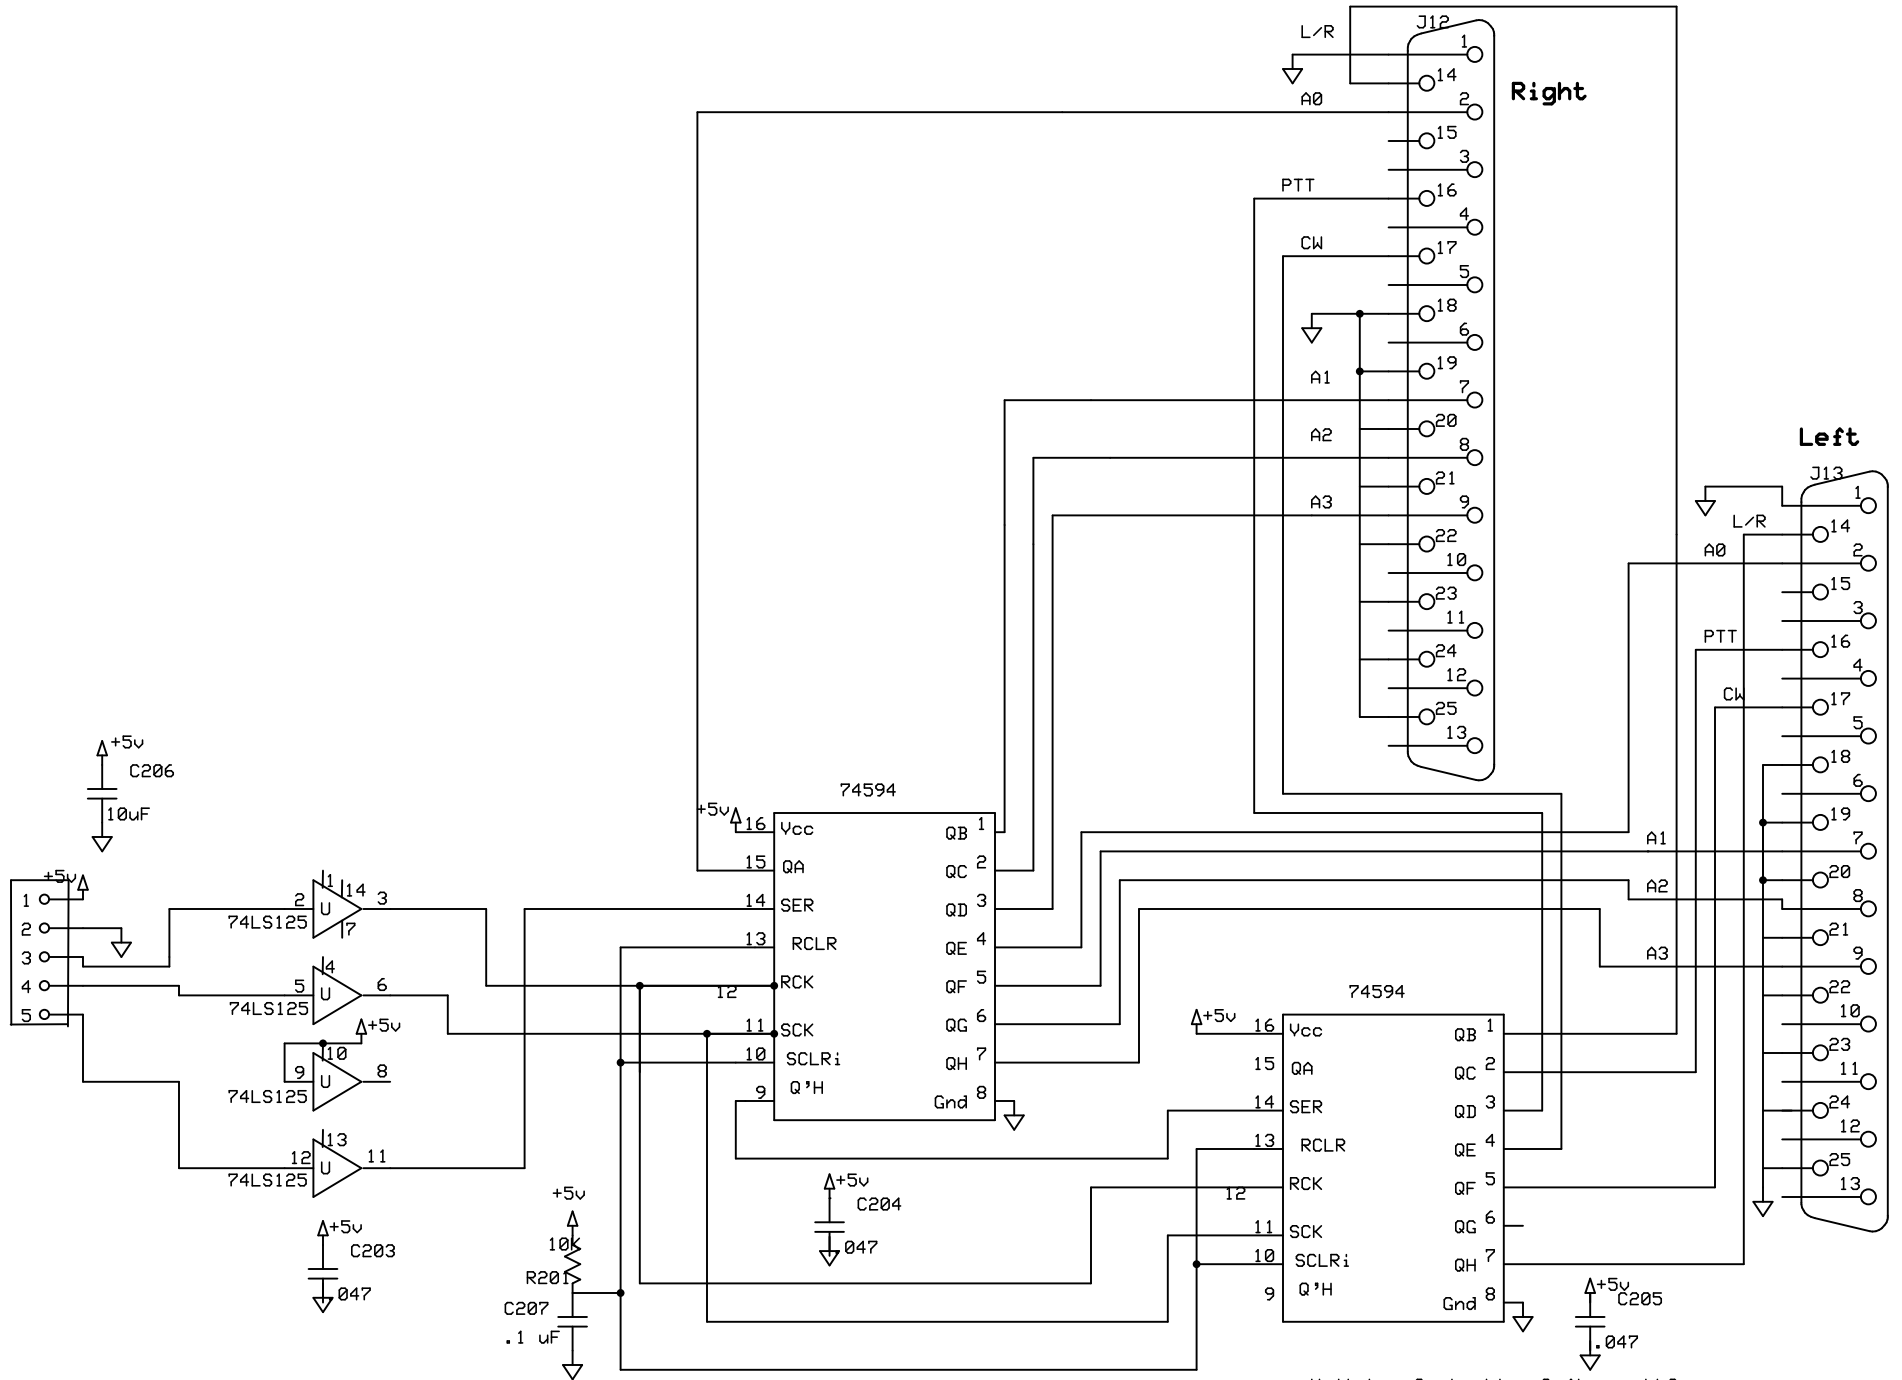 J12
L/R
1
14
Right
A0
2
15
3
PTT
16
4
CW
17
5
18
6
19
A1
7
20
A2
8
21
A3
9
22
10
23
11
24
12
25
13
Left
J13
1
L/R
14
A0
2
15
3
PTT
16
4
CW
17
5
18
6
19
A1
7
20
A2
8
21
A3
9
22
10
23
11
24
12
25
13
+5v
C206
10uF
+5v
1
2
3
4
5
1
14
2 U 3
74LS125
7
4
5 U 6
74LS125
+5v
10
9 U 8
74LS125
13
12 U 11
74LS125
+5v
C203
047
74594
+5v
16 Vcc QB 1
15 QA QC 2
14 SER QD 3
13 RCLR QE 4
12 RCK QF 5
11 SCK QG 6
10 SCLRi QH 7
9 Q'H Gnd 8
+5v
10K
R201
C207
.1 uF
+5v
C204
047
74594
+5v
16 Vcc QB 1
15 QA QC 2
14 SER QD 3
13 RCLR QE 4
12 RCK QF 5
11 SCK QG 6
10 SCLRi QH 7
9 Q'H Gnd 8
+5v
C205
.047